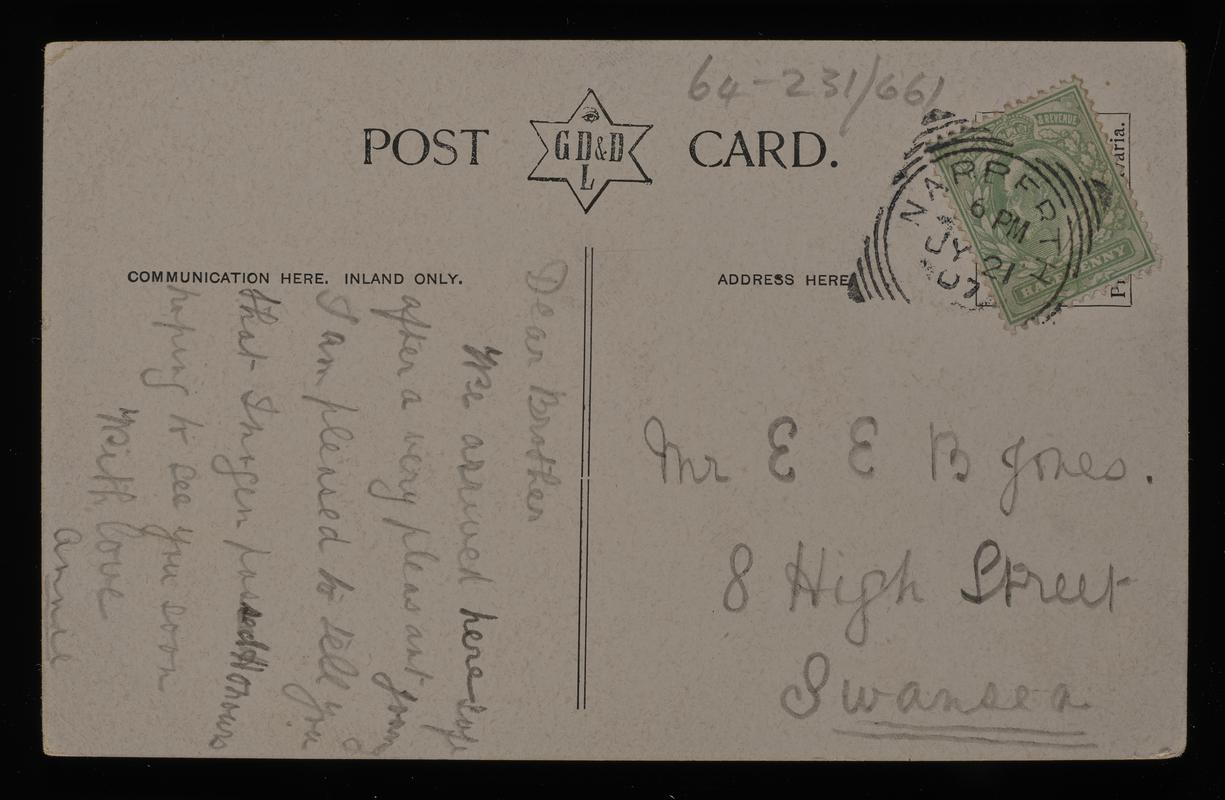 64-231/661
POST CARD.
GD&D
L
COMMUNICATION HERE. INLAND ONLY.
ADDRESS HERE
& REVENUE
HALFPENNY
NARBERTH
6 PM
JY 21
07
varia.
Dear Brother
We arrived here safe
after a very pleasant
I am pleased to tell you
that passed Honours
hoping to see you soon
With love
Annie
Mr E E B Jones.
8 High Street
Swansea